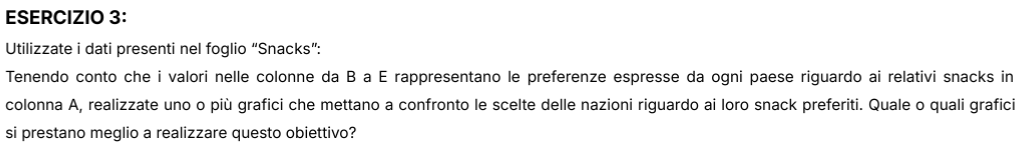 ESERCIZIO 3:
Utilizzate i dati presenti nel foglio “Snacks”:
Tenendo conto che i valori nelle colonne da B a E rappresentano le preferenze espresse da ogni paese riguardo ai relativi snacks in
colonna A, realizzate uno o più grafici che mettano a confronto le scelte delle nazioni riguardo ai loro snack preferiti. Quale o quali grafici
si prestano meglio a realizzare questo obiettivo?